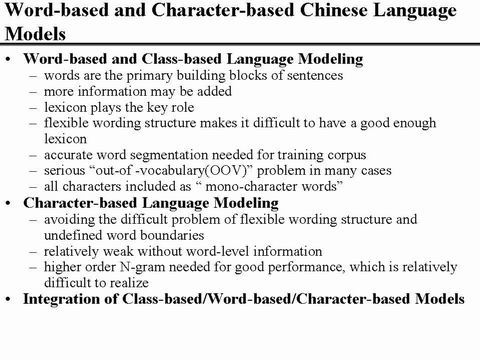 Word-based and Character-based Chinese Language
Models
• Word-based and Class-based Language Modeling
– words are the primary building blocks of sentences
– more information may be added
– lexicon plays the key role
– flexible wording structure makes it difficult to have a good enough
lexicon
– accurate word segmentation needed for training corpus
– serious “out-of -vocabulary(OOV)” problem in many cases
– all characters included as “ mono-character words”
• Character-based Language Modeling
– avoiding the difficult problem of flexible wording structure and
undefined word boundaries
– relatively weak without word-level information
– higher order N-gram needed for good performance, which is relatively
difficult to realize
• Integration of Class-based/Word-based/Character-based Models